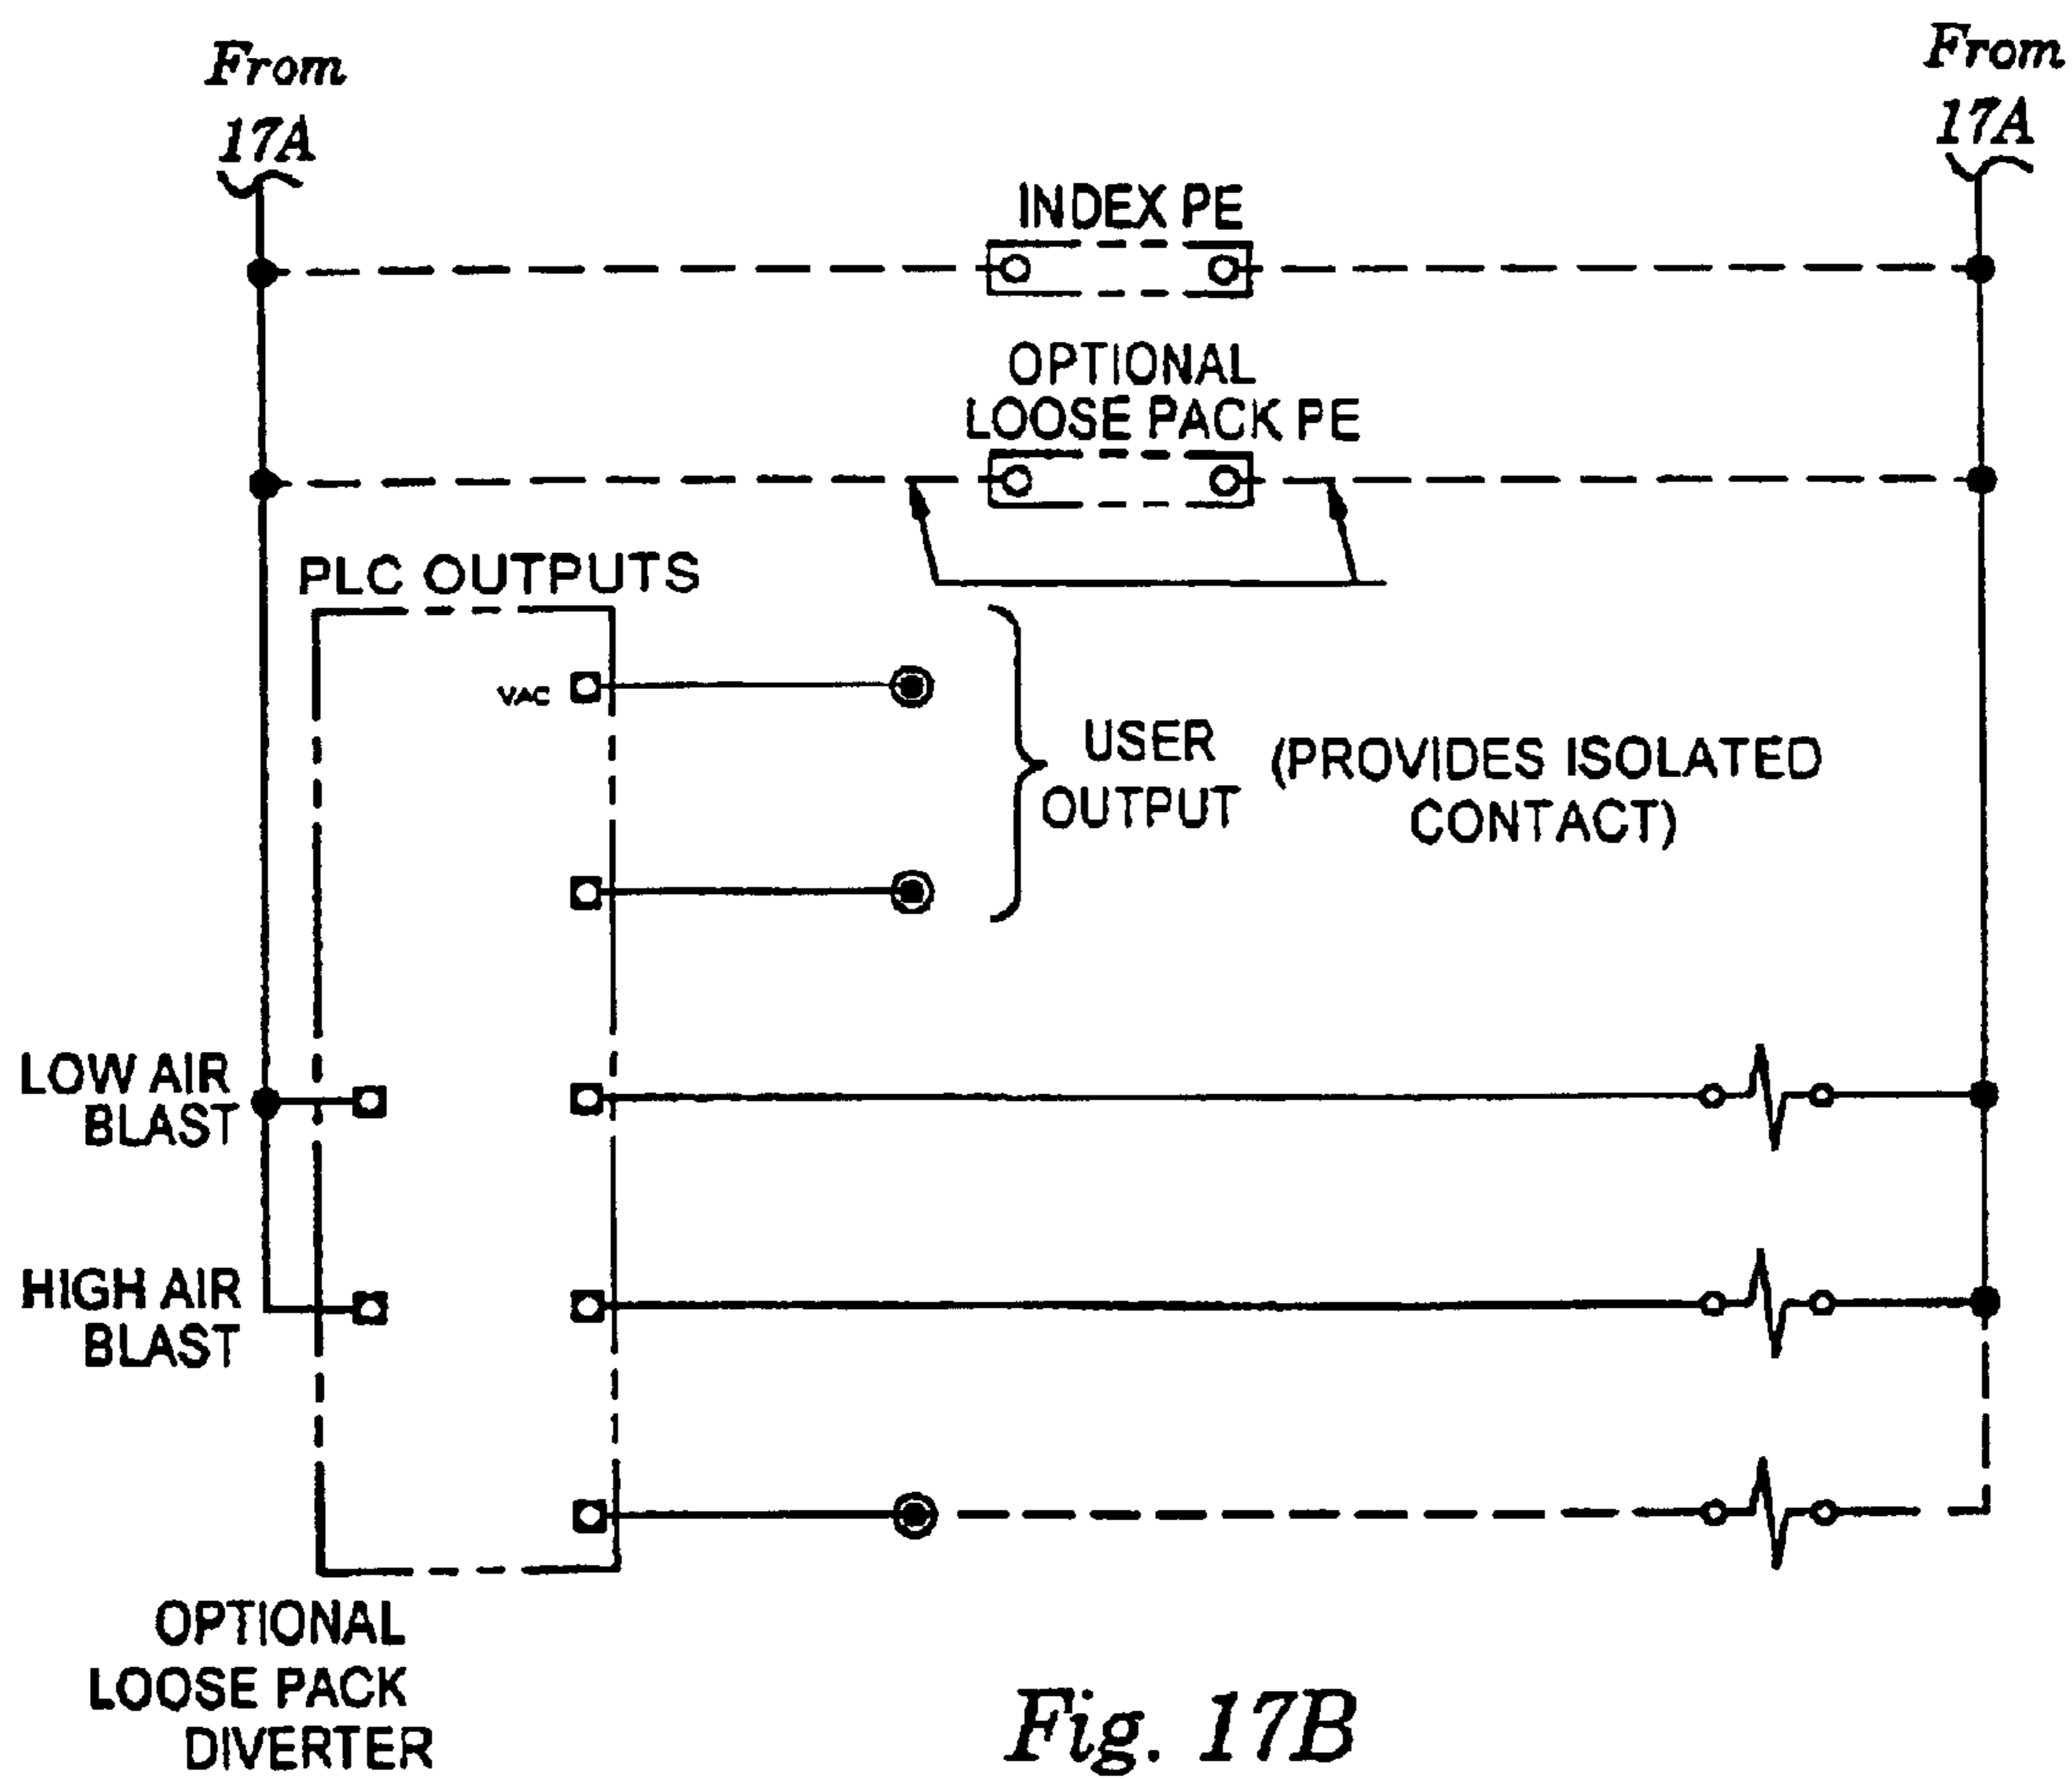 From
17A
From
17A
INDEX PE
OPTIONAL
LOOSE PACK PE
PLC OUTPUTS
VAC
USER
OUTPUT
(PROVIDES ISOLATED
CONTACT)
LOW AIR
BLAST
HIGH AIR
BLAST
OPTIONAL
LOOSE PACK
DIVERTER
Fig. 17B